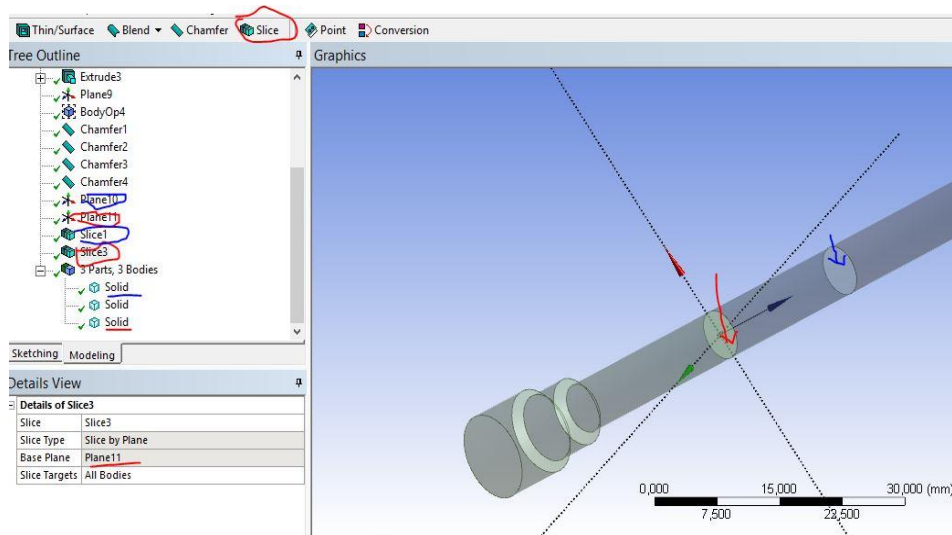 Thin/Surface Blend Chamfer Slice Point Conversion
Tree Outline
Graphics
Extrude3
Plane9
BodyOp4
Chamfer1
Chamfer2
Chamfer3
Chamfer4
Plane10
Plane11
Slice1
Slice3
3 Parts, 3 Bodies
Solid
Solid
Solid
Sketching Modeling
Details View
Details of Slice3
Slice Slice3
Slice Type Slice by Plane
Base Plane Plane11
Slice Targets All Bodies
0,000 15,000 30,000 (mm)
7,500 22,500